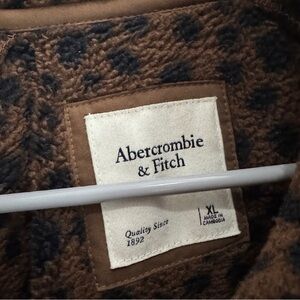 Abercrombie
& Fitch
Quality Since
1892
XL
MADE IN
CAMBODIA